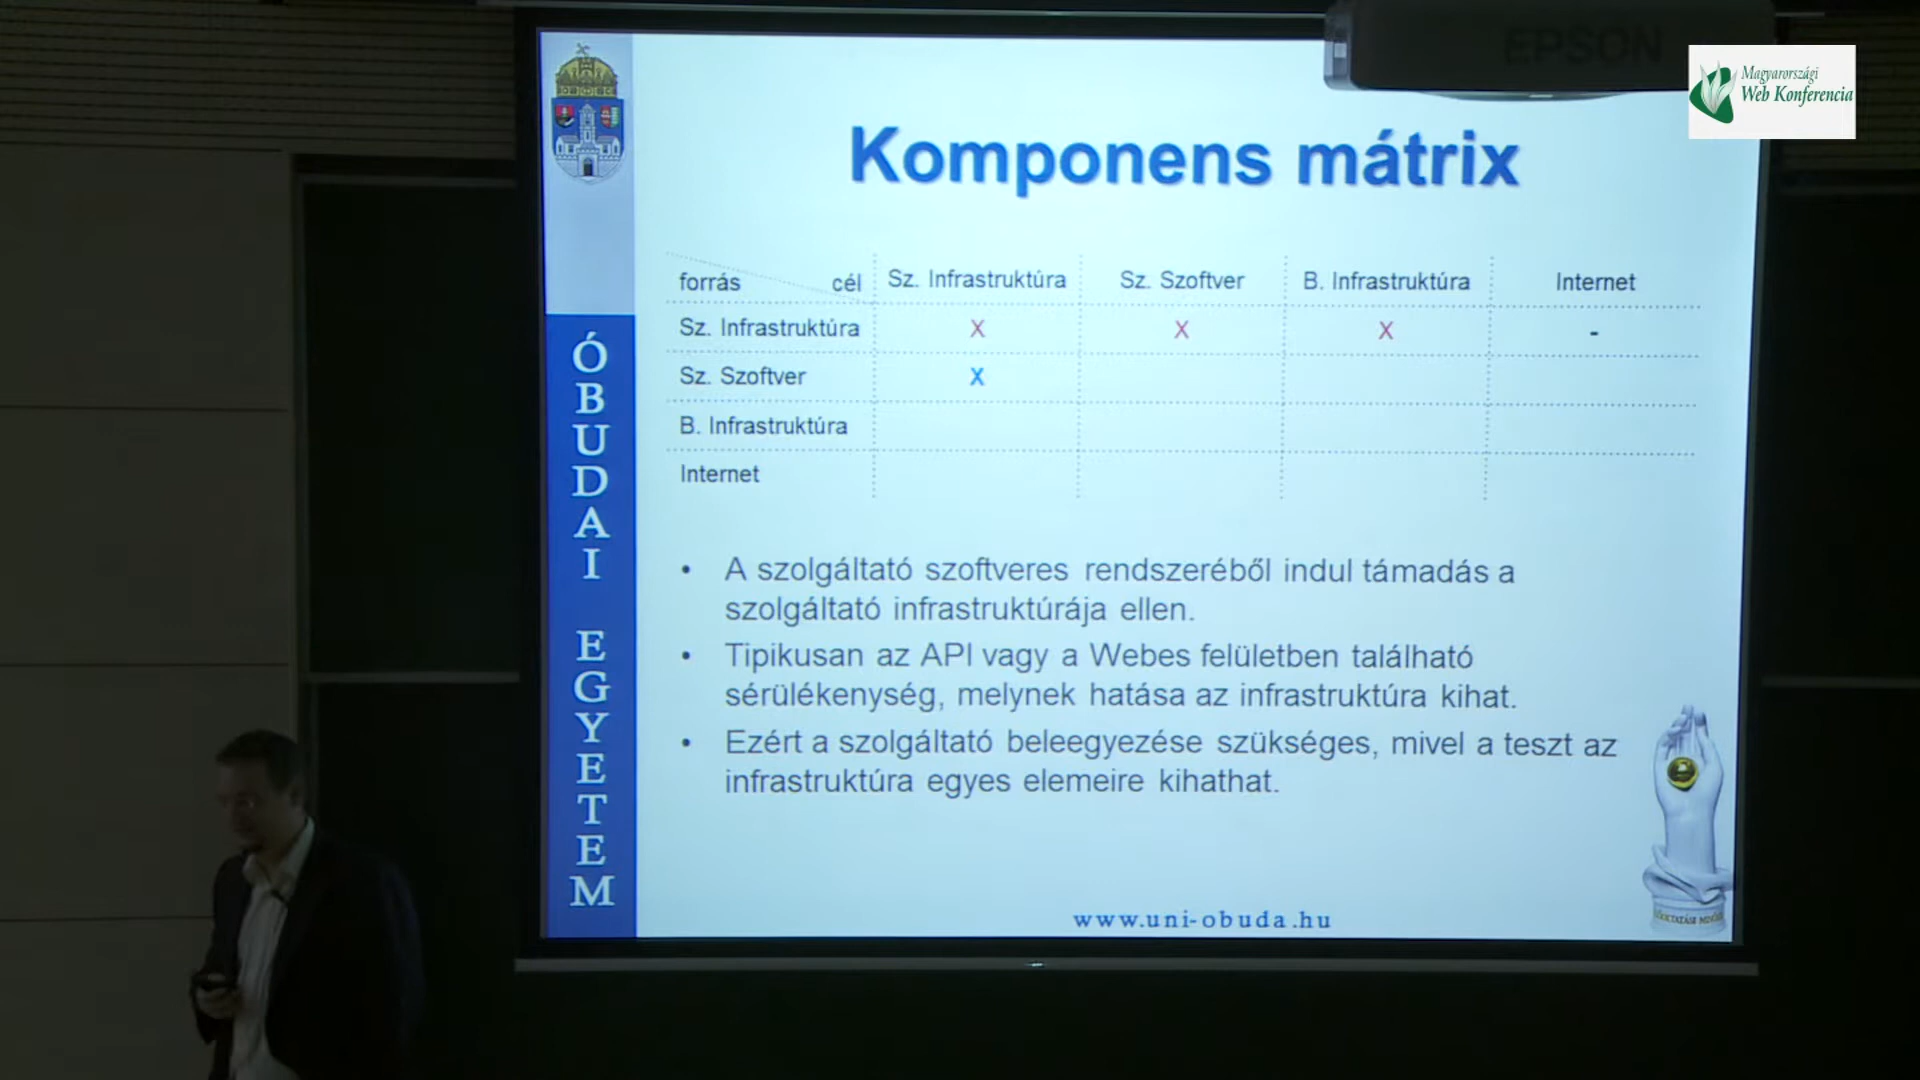 EPSON
Magyarországi
Web Konferencia
Komponens mátrix
forrás cél Sz. Infrastruktúra Sz. Szoftver B. Infrastruktúra Internet
Sz. Infrastruktúra X X X -
Sz. Szoftver X
B. Infrastruktúra
Internet
ÓBUDAI EGYETEM
• A szolgáltató szoftveres rendszeréből indul támadás a
szolgáltató infrastruktúrája ellen.
• Tipikusan az API vagy a Webes felületben található
sérülékenység, melynek hatása az infrastruktúra kihat.
• Ezért a szolgáltató beleegyezése szükséges, mivel a teszt az
infrastruktúra egyes elemeire kihathat.
www.uni-obuda.hu